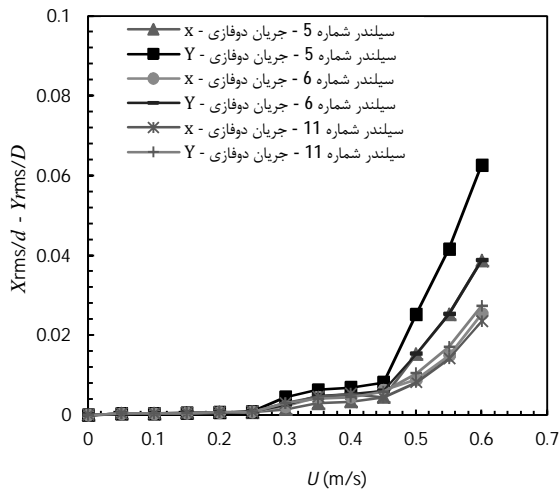 سیلندر شماره 5 - جریان دوفازی - x
سیلندر شماره 5 - جریان دوفازی - Y
سیلندر شماره 6 - جریان دوفازی - x
سیلندر شماره 6 - جریان دوفازی - Y
سیلندر شماره 11 - جریان دوفازی - x
سیلندر شماره 11 - جریان دوفازی - Y
0.1
0.08
0.06
0.04
0.02
0
Xrms/d - Yrms/D
0 0.1 0.2 0.3 0.4 0.5 0.6 0.7
U (m/s)